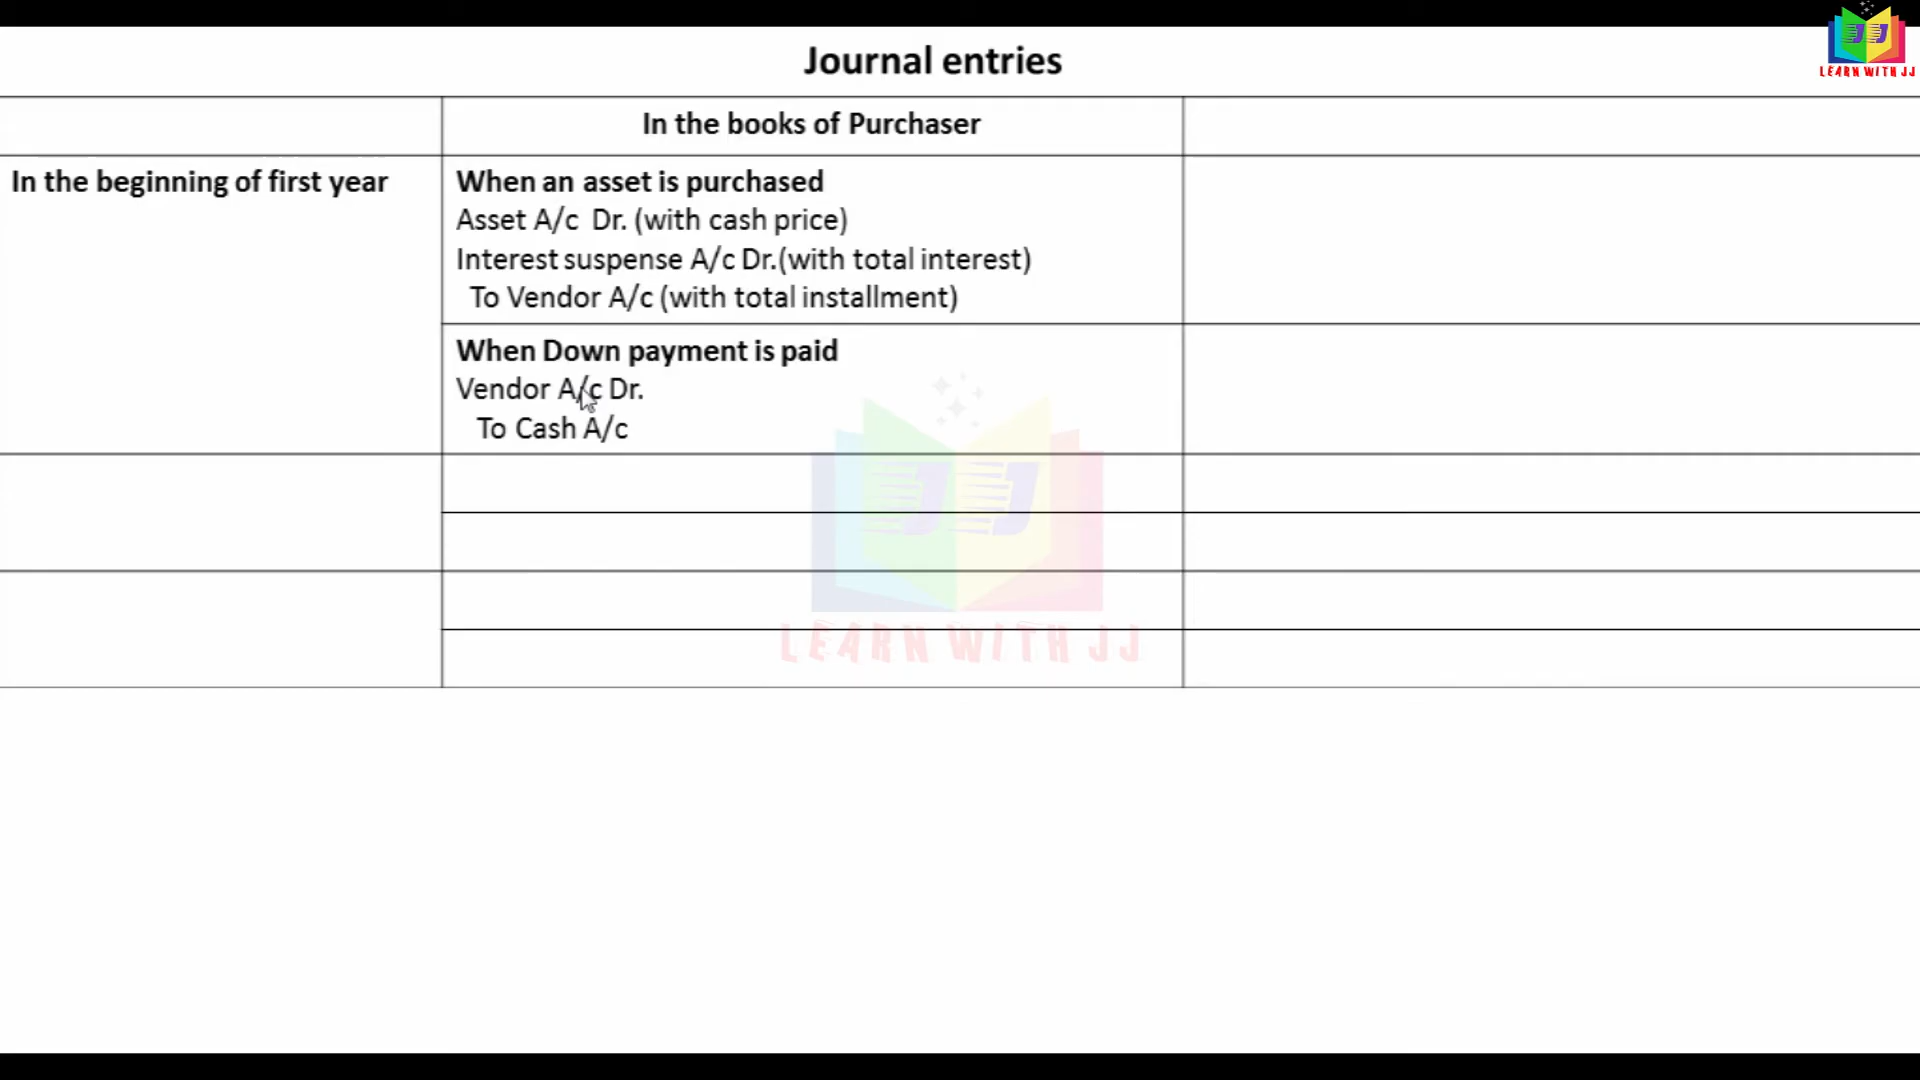 Journal entries
LEARN WITH JJ
In the books of Purchaser
In the beginning of first year
When an asset is purchased
Asset A/c Dr. (with cash price)
Interest suspense A/c Dr.(with total interest)
To Vendor A/c (with total installment)
When Down payment is paid
Vendor A/c Dr.
To Cash A/c
JJ
LEARN WITH JJ